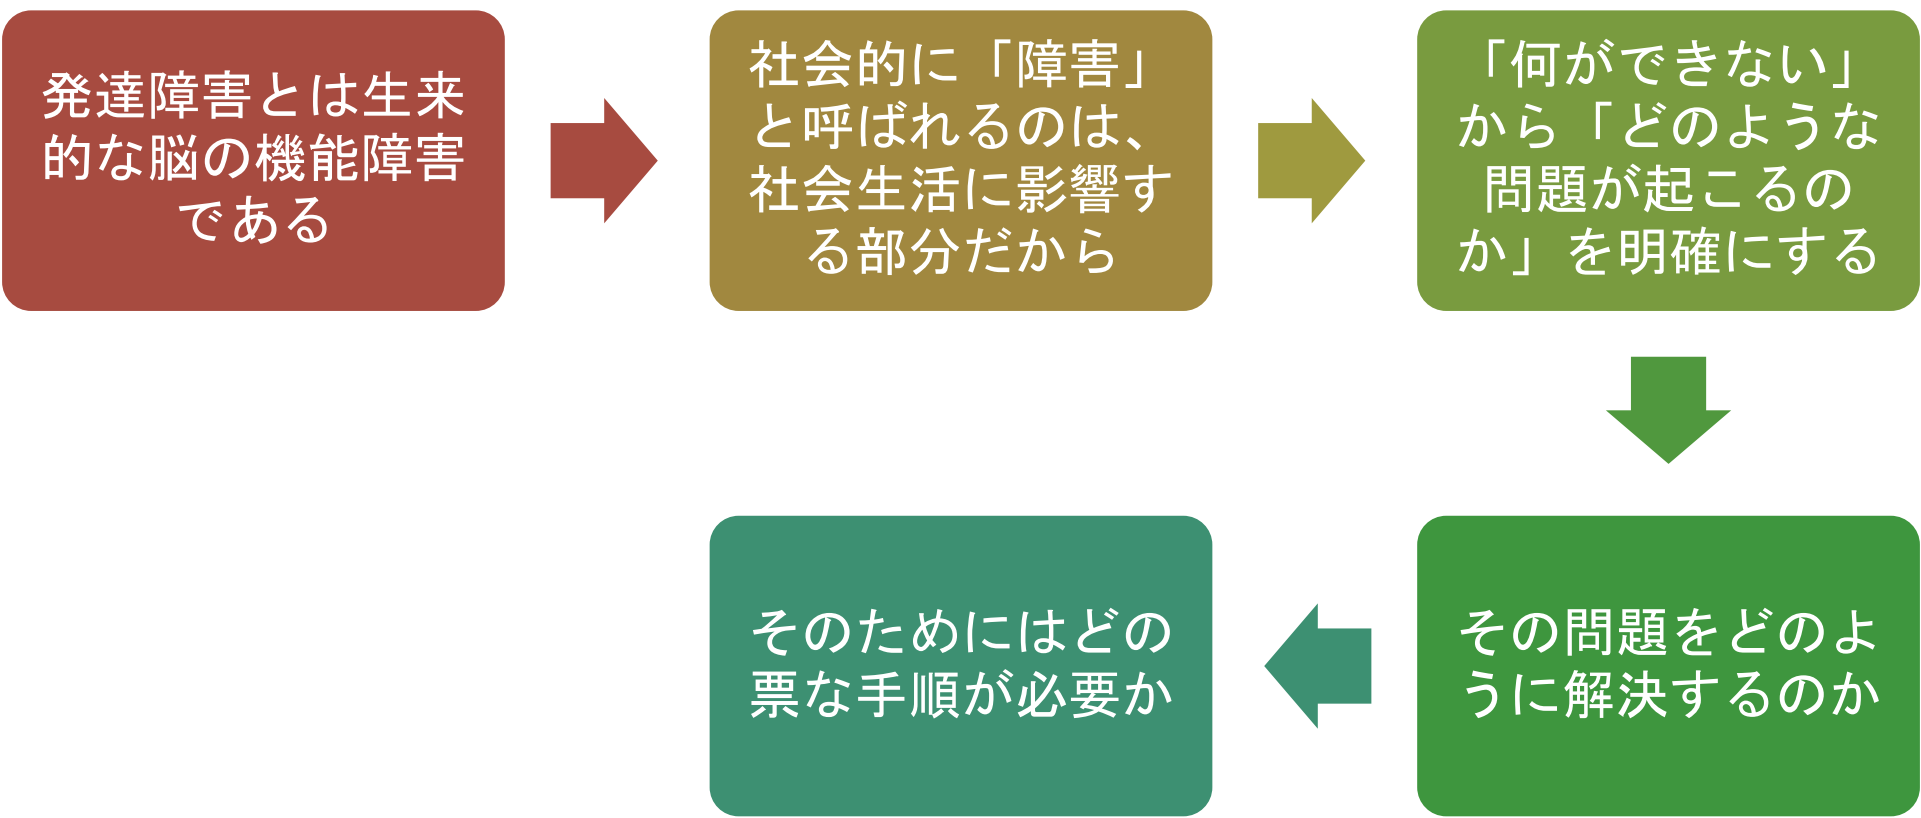 発達障害とは生来
的な脳の機能障害
である
社会的に「障害」
と呼ばれるのは、
社会生活に影響す
る部分だから
「何ができない」
から「どのような
問題が起こるの
か」を明確にする
その問題をどのよ
うに解決するのか
そのためにはどの
票な手順が必要か